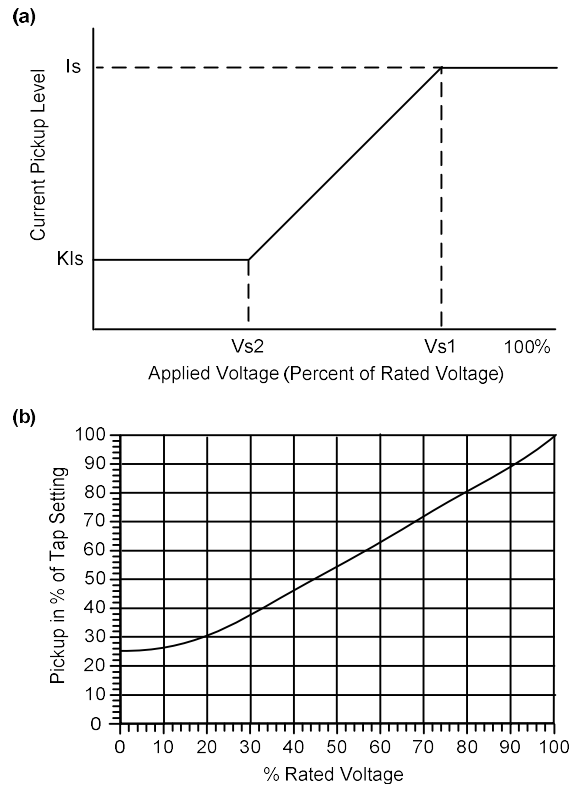 (a)
Is
Current Pickup Level
KIs
Vs2 Vs1 100%
Applied Voltage (Percent of Rated Voltage)
(b)
100
90
80
70
60
50
40
30
20
10
0
Pickup in % of Tap Setting
0 10 20 30 40 50 60 70 80 90 100
% Rated Voltage